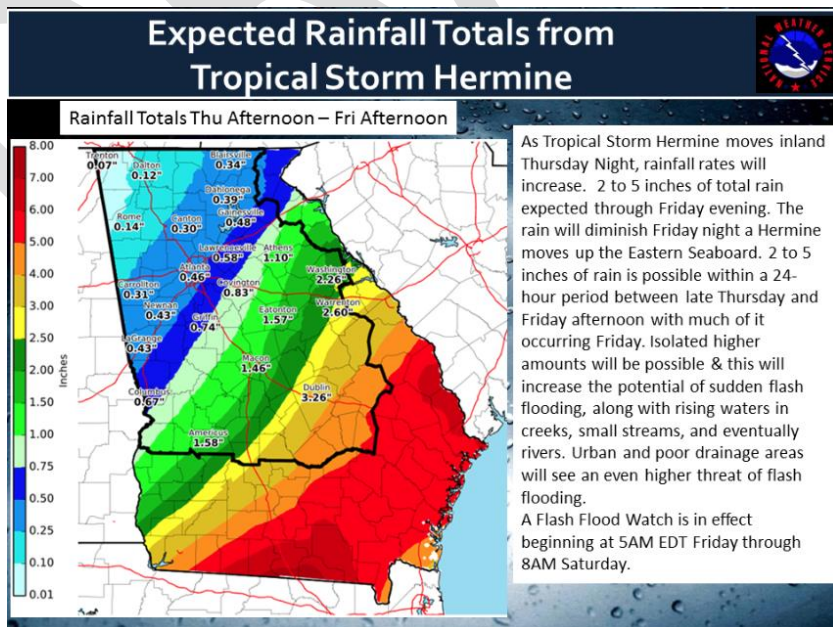 Expected Rainfall Totals from
Tropical Storm Hermine
NATIONAL WEATHER SERVICE
Rainfall Totals Thu Afternoon – Fri Afternoon
8.00
7.00
6.00
5.00
4.00
3.00
2.50
2.00
1.50
1.00
0.75
0.50
0.25
0.10
0.01
Inches
Trenton
0.07"
Dalton
0.12"
Blairsville
0.34"
Dahlonega
0.39"
Rome
0.14"
Canton
0.30"
Gainesville
0.48"
Lawrenceville
0.58"
Athens
1.10"
Atlanta
0.46"
Washington
2.26"
Carrollton
0.31"
Covington
0.83"
Newnan
0.43"
Warrenton
2.60"
Griffin
0.74"
Eatonton
1.57"
LaGrange
0.43"
Macon
1.46"
Columbus
0.67"
Dublin
3.26"
Americus
1.58"
As Tropical Storm Hermine moves inland
Thursday Night, rainfall rates will
increase. 2 to 5 inches of total rain
expected through Friday evening. The
rain will diminish Friday night a Hermine
moves up the Eastern Seaboard. 2 to 5
inches of rain is possible within a 24-
hour period between late Thursday and
Friday afternoon with much of it
occurring Friday. Isolated higher
amounts will be possible & this will
increase the potential of sudden flash
flooding, along with rising waters in
creeks, small streams, and eventually
rivers. Urban and poor drainage areas
will see an even higher threat of flash
flooding.
A Flash Flood Watch is in effect
beginning at 5AM EDT Friday through
8AM Saturday.